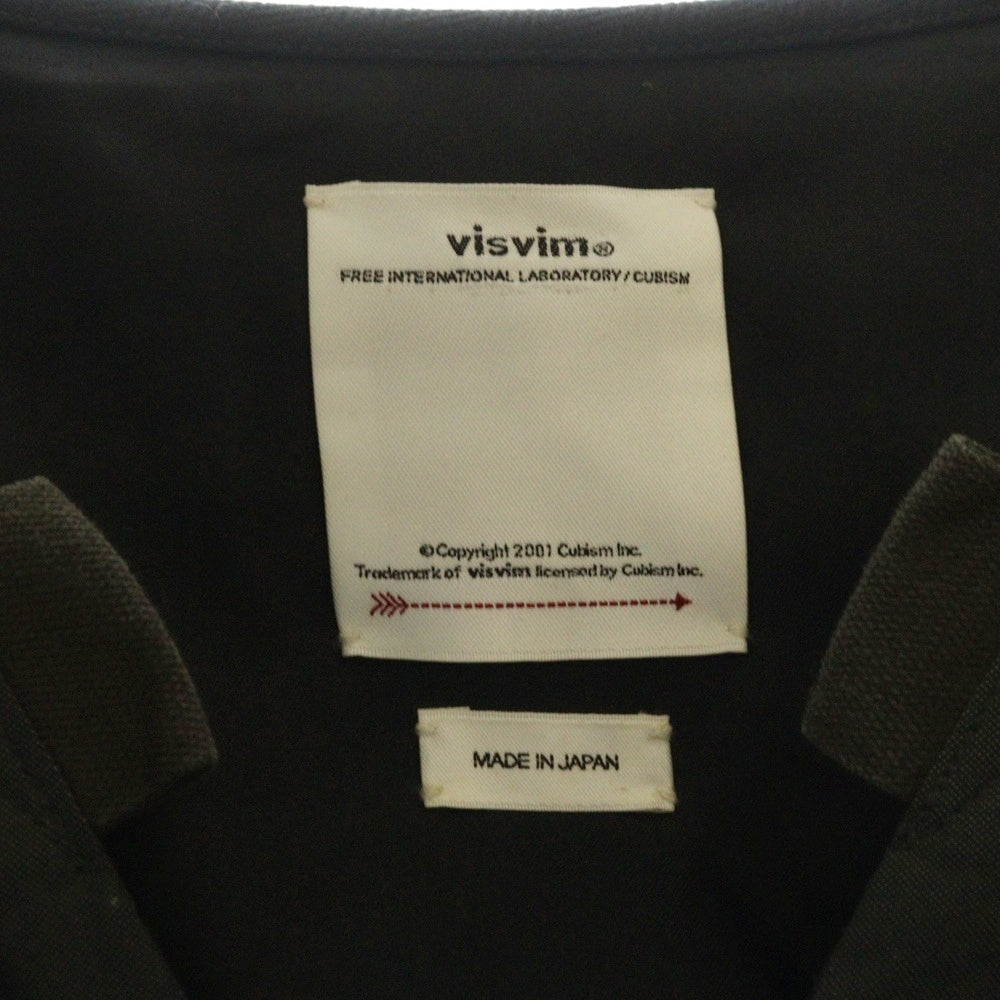 visvim®
FREE INTERNATIONAL LABORATORY / CUBISM
© Copyright 2001 Cubism Inc.
Trademark of visvim licensed by Cubism Inc.
MADE IN JAPAN